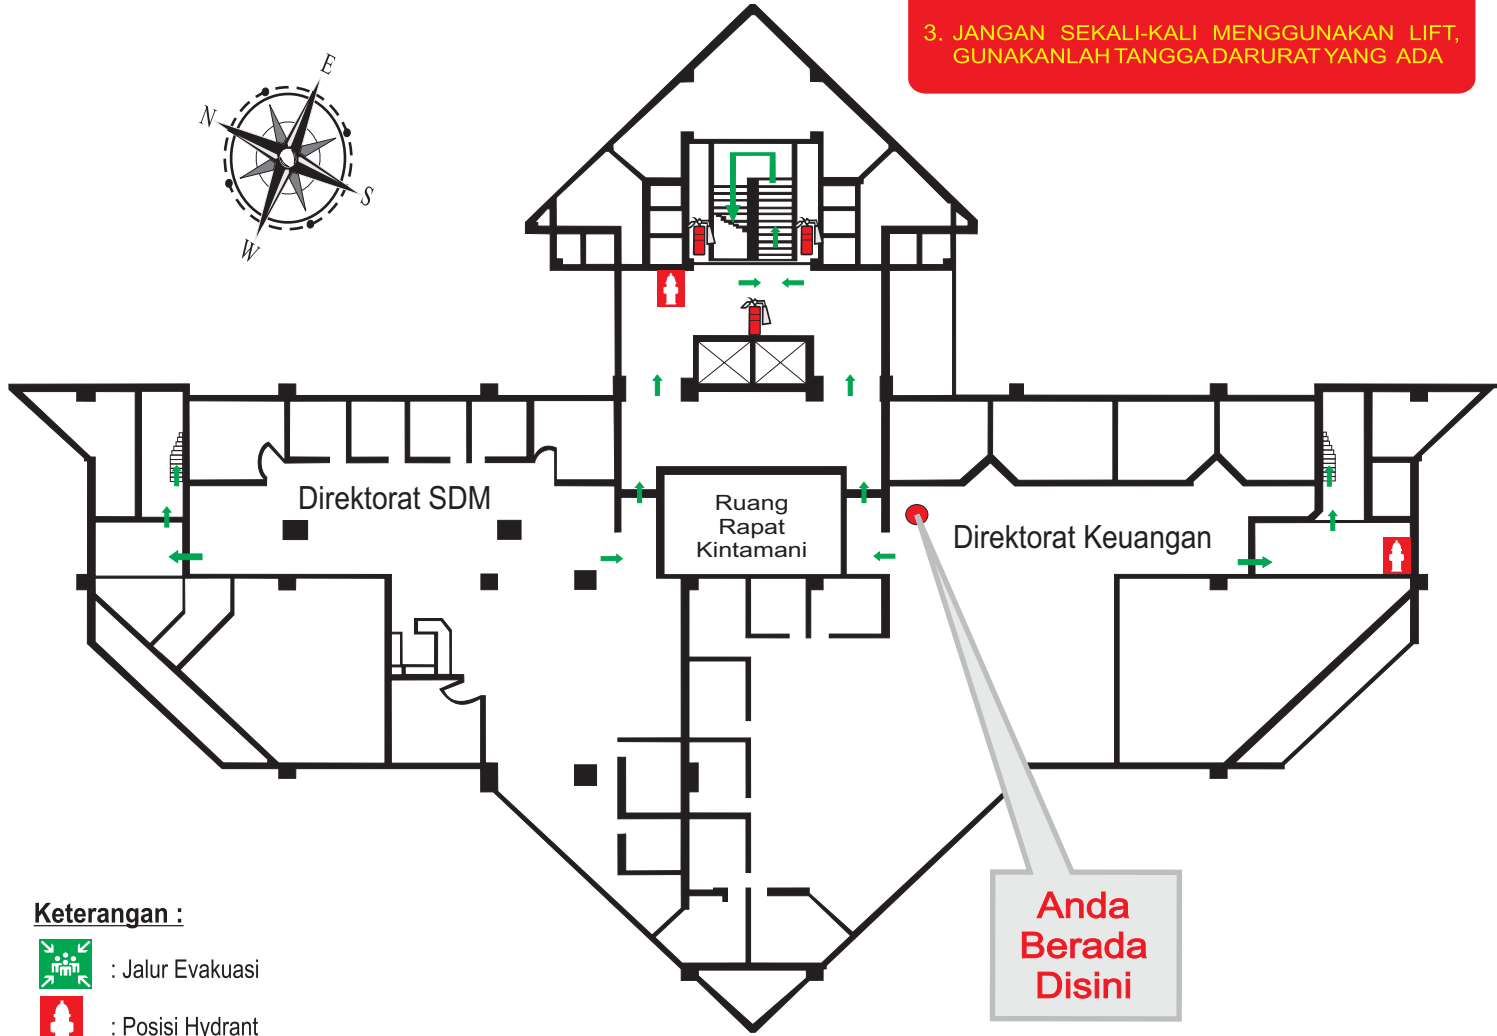 3. JANGAN SEKALI-KALI MENGGUNAKAN LIFT,
GUNAKANLAH TANGGA DARURAT YANG ADA
E
N
S
W
Direktorat SDM
Ruang
Rapat
Kintamani
Direktorat Keuangan
Anda
Berada
Disini
Keterangan :
: Jalur Evakuasi
: Posisi Hydrant